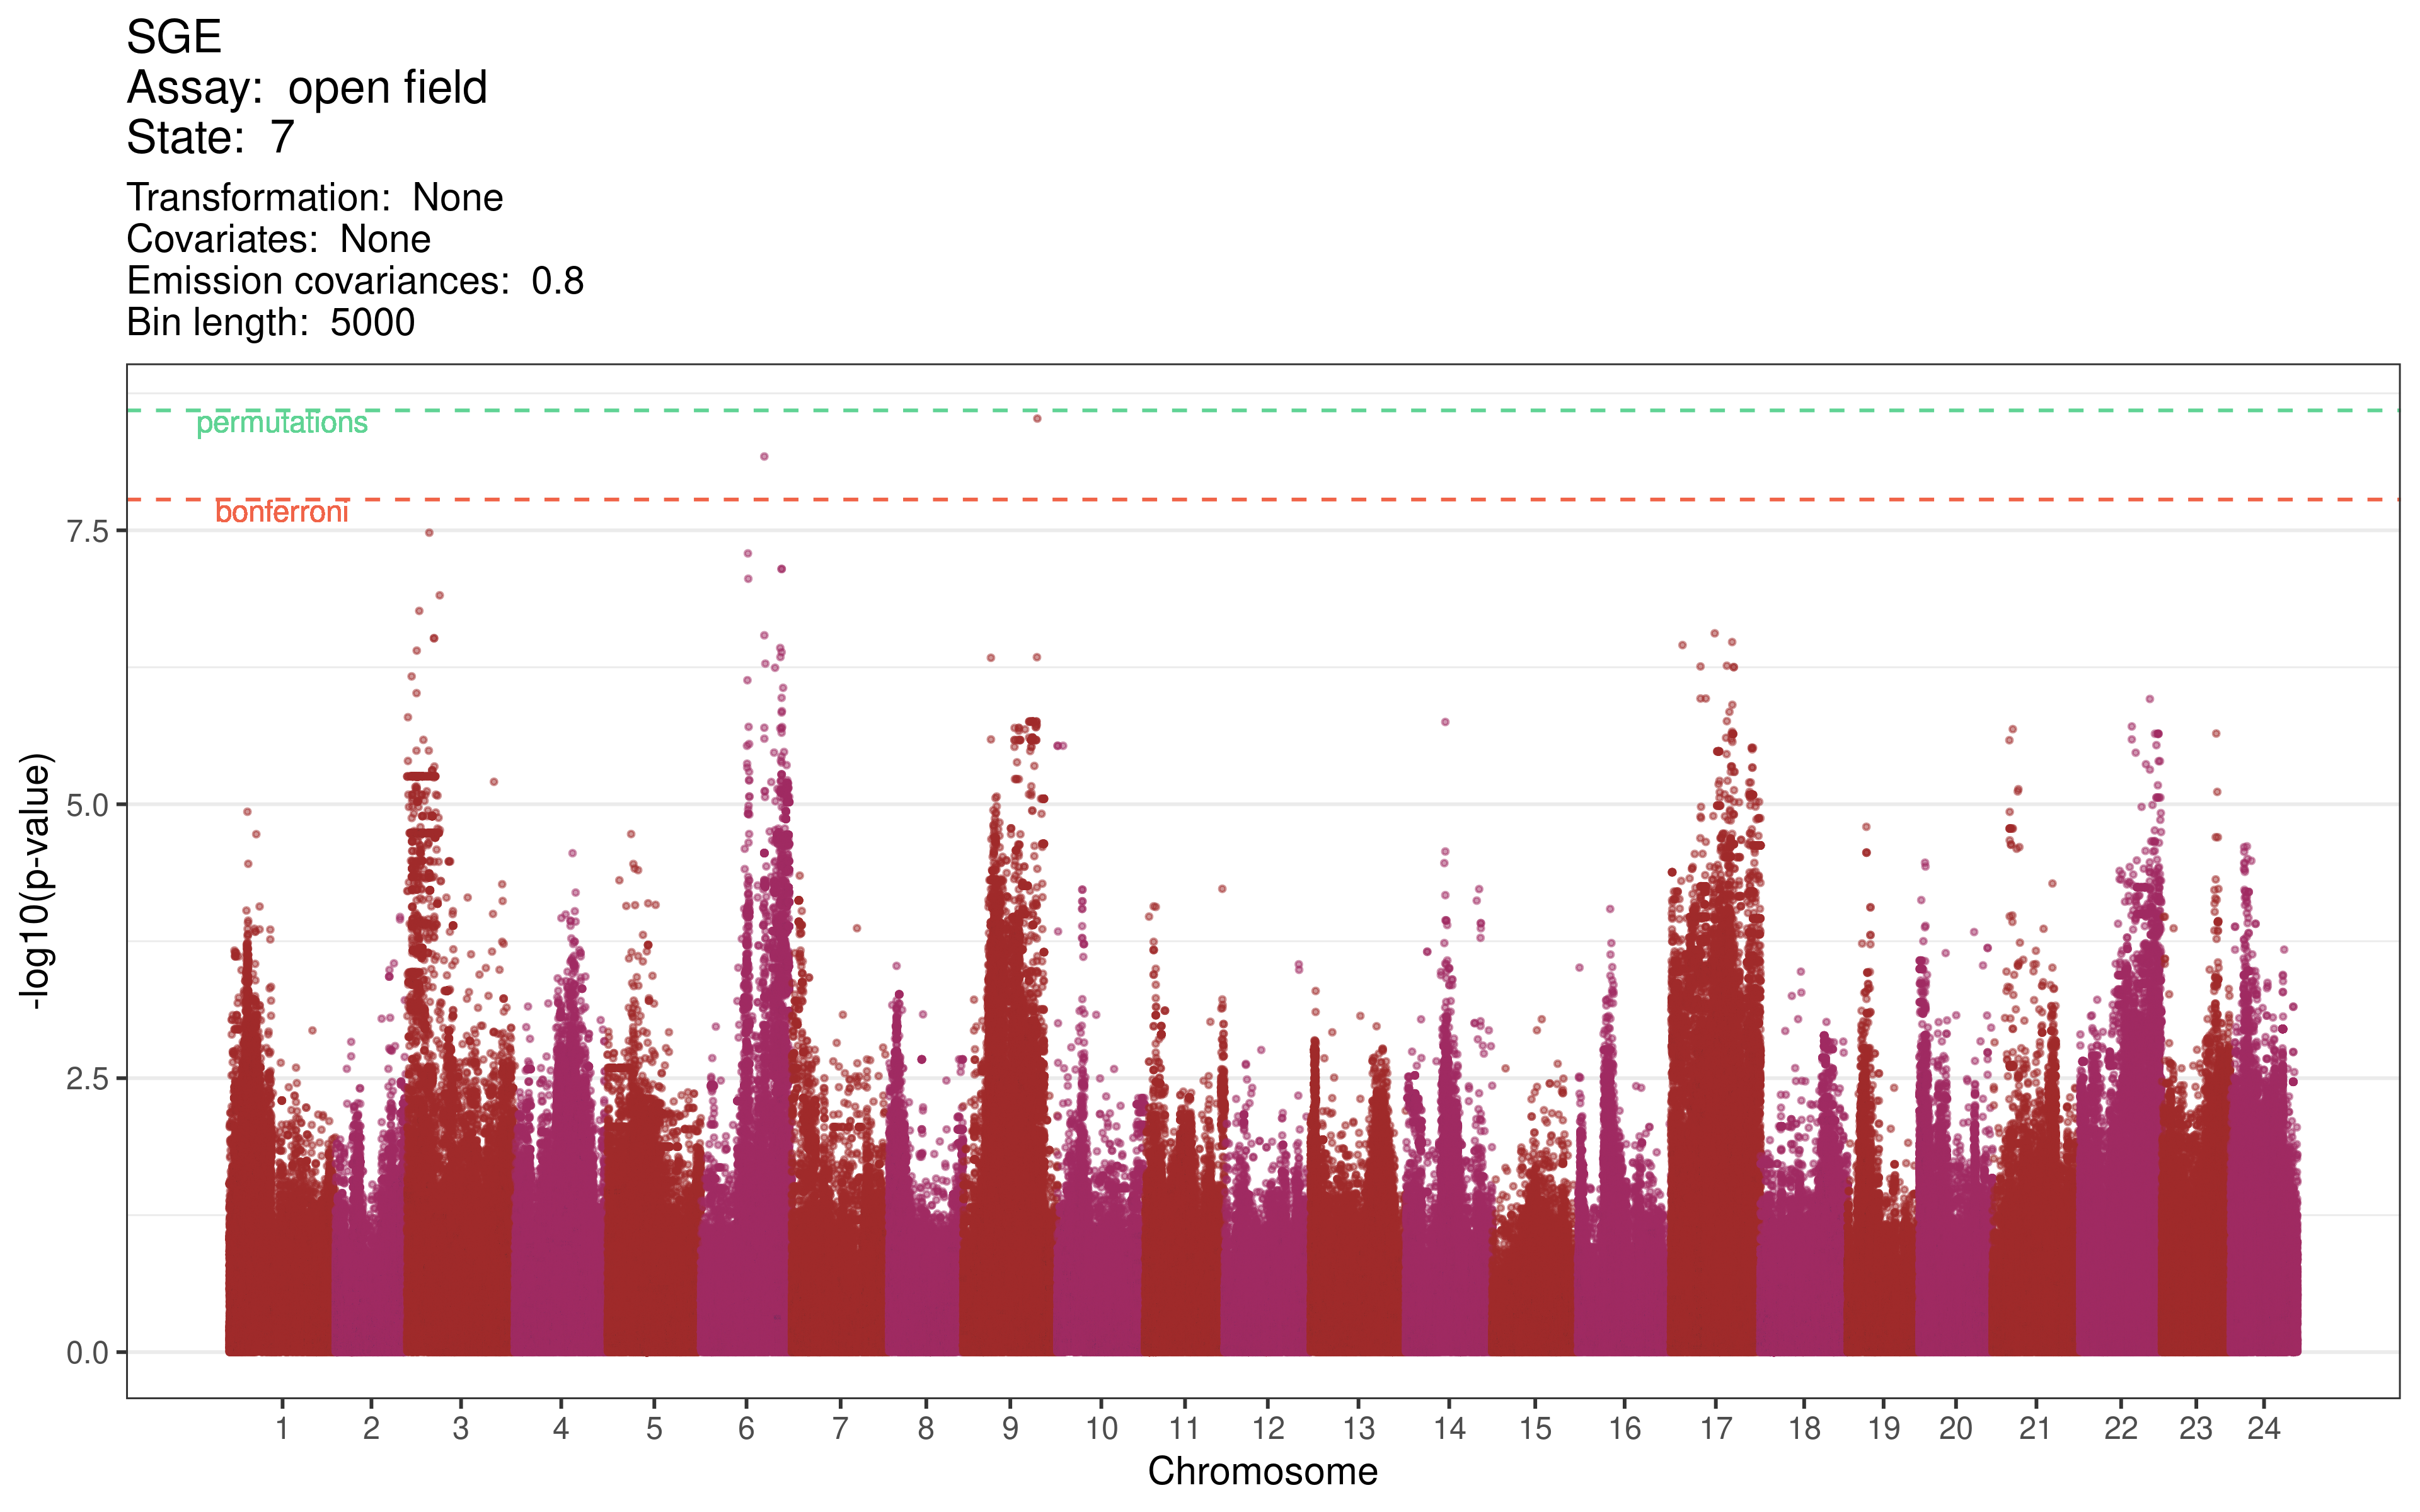 SGE
Assay: open field
State: 7
Transformation: None
Covariates: None
Emission covariances: 0.8
Bin length: 5000
permutations
bonferroni
7.5
5.0
2.5
0.0
-log10(p-value)
1 2 3 4 5 6 7 8 9 10 11 12 13 14 15 16 17 18 19 20 21 22 23 24
Chromosome